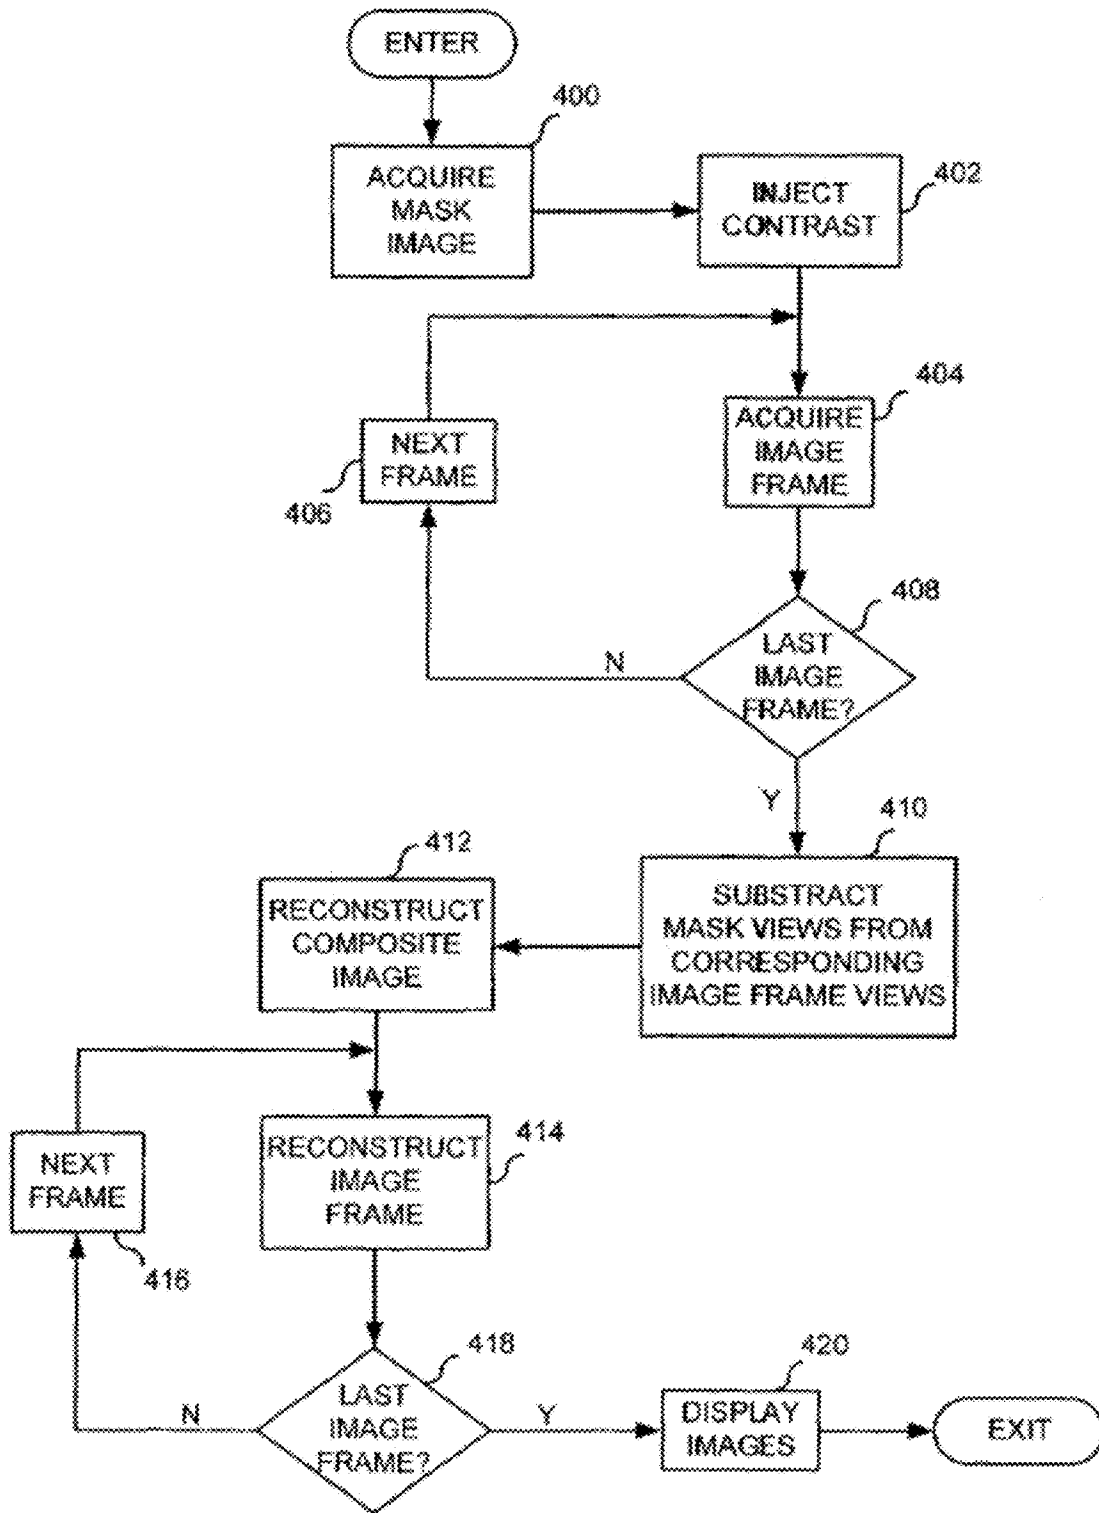 ENTER
400
ACQUIRE
MASK
IMAGE
402
INJECT
CONTRAST
404
ACQUIRE
IMAGE
FRAME
NEXT
FRAME
406
408
LAST
IMAGE
FRAME?
N
Y
410
SUBSTRACT
MASK VIEWS FROM
CORRESPONDING
IMAGE FRAME VIEWS
412
RECONSTRUCT
COMPOSITE
IMAGE
414
RECONSTRUCT
IMAGE
FRAME
NEXT
FRAME
416
418
LAST
IMAGE
FRAME?
N
Y
420
DISPLAY
IMAGES
EXIT